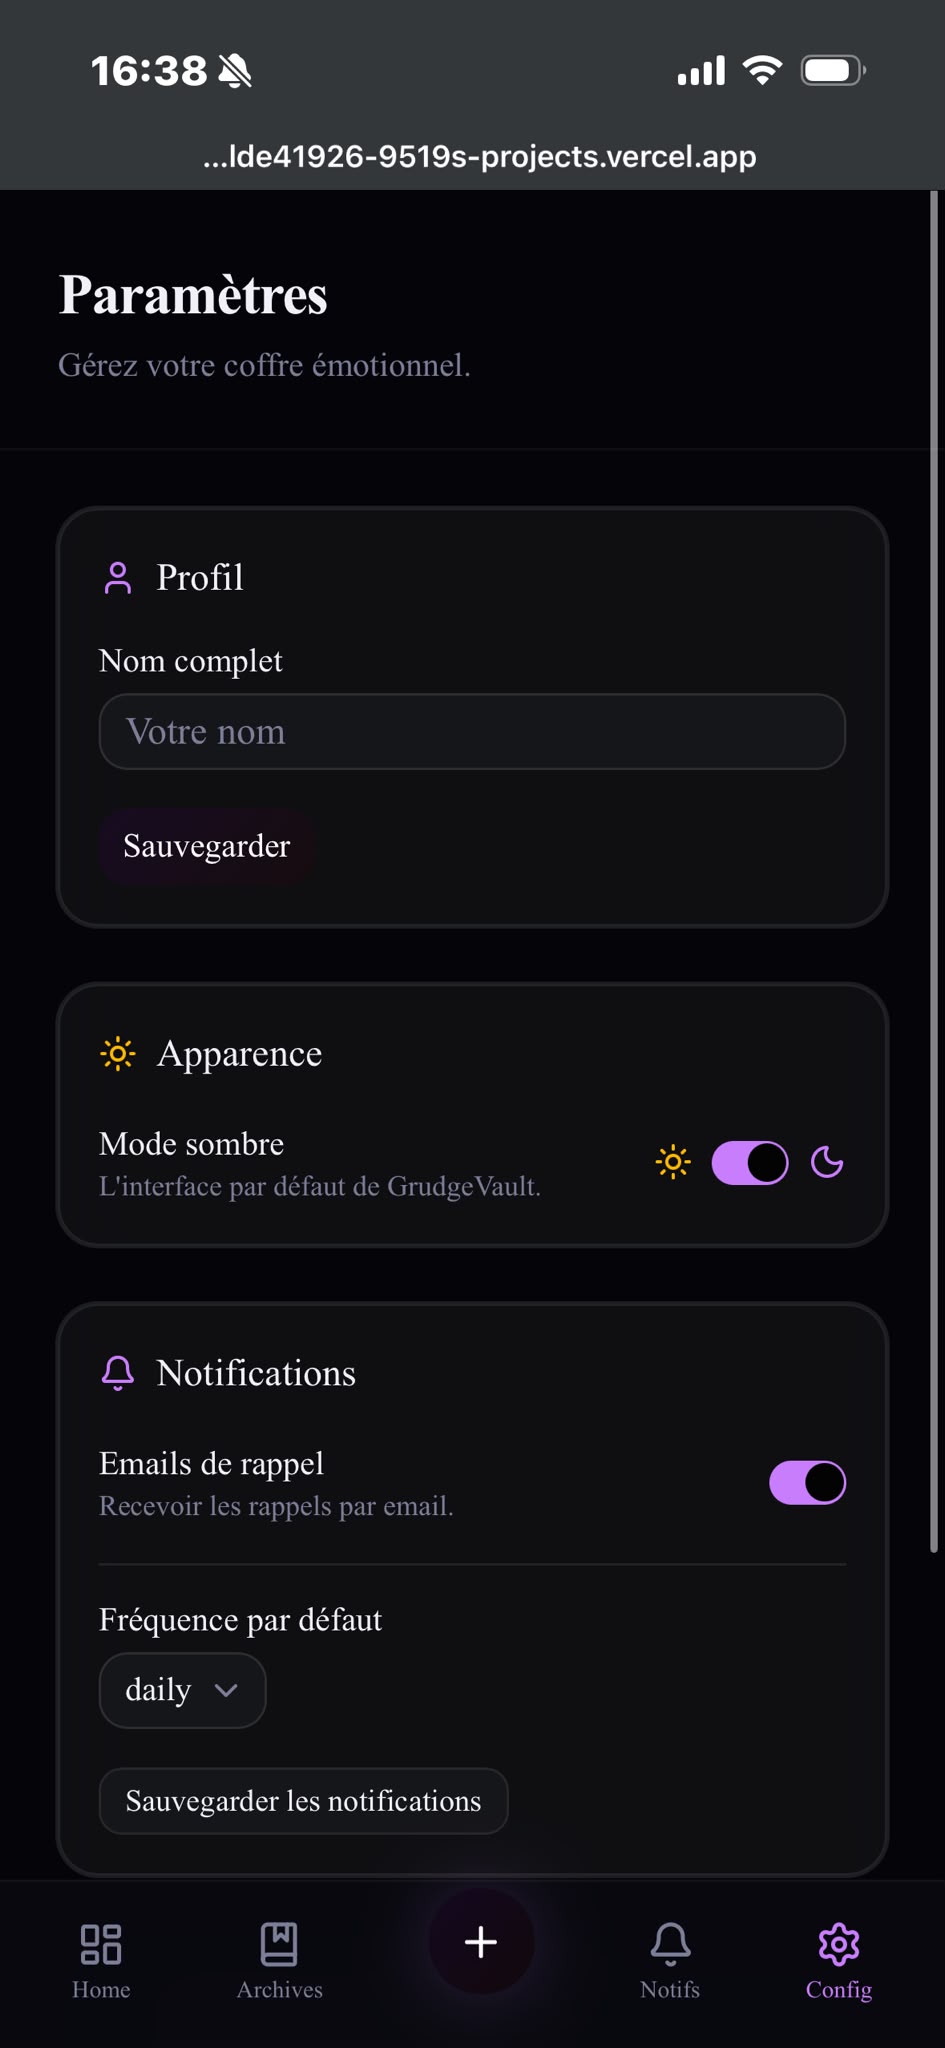 16:38
...lde41926-9519s-projects.vercel.app
Paramètres
Gérez votre coffre émotionnel.
Profil
Nom complet
Votre nom
Sauvegarder
Apparence
Mode sombre
L'interface par défaut de GrudgeVault.
Notifications
Emails de rappel
Recevoir les rappels par email.
Fréquence par défaut
daily
Sauvegarder les notifications
Home
Archives
Notifs
Config